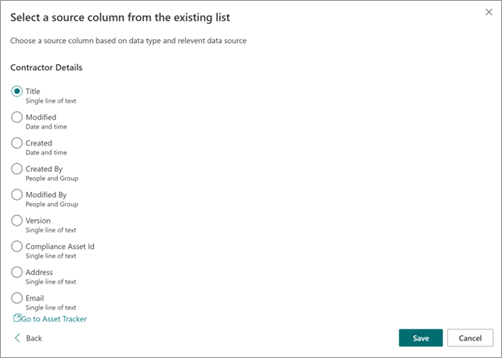 Select a source column from the existing list
Choose a source column based on data type and relevent data source
Contractor Details
Title
Single line of text
Modified
Date and time
Created
Date and time
Created By
People and Group
Modified By
People and Group
Version
Single line of text
Compliance Asset Id
Single line of text
Address
Single line of text
Email
Single line of text
Go to Asset Tracker
Back
Save
Cancel